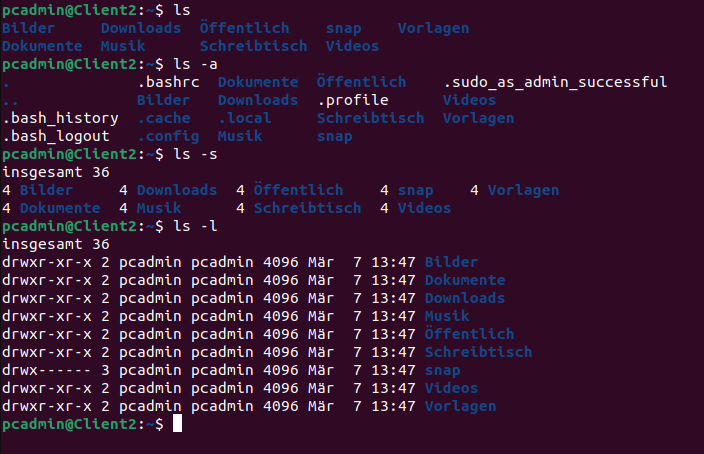 pcadmin@Client2:~$ ls
Bilder Downloads Öffentlich snap Vorlagen
Dokumente Musik Schreibtisch Videos
pcadmin@Client2:~$ ls -a
. .bashrc Dokumente Öffentlich .sudo_as_admin_successful
.. Bilder Downloads .profile Videos
.bash_history .cache .local Schreibtisch Vorlagen
.bash_logout .config Musik snap
pcadmin@Client2:~$ ls -s
insgesamt 36
4 Bilder 4 Downloads 4 Öffentlich 4 snap 4 Vorlagen
4 Dokumente 4 Musik 4 Schreibtisch 4 Videos
pcadmin@Client2:~$ ls -l
insgesamt 36
drwxr-xr-x 2 pcadmin pcadmin 4096 Mär  7 13:47 Bilder
drwxr-xr-x 2 pcadmin pcadmin 4096 Mär  7 13:47 Dokumente
drwxr-xr-x 2 pcadmin pcadmin 4096 Mär  7 13:47 Downloads
drwxr-xr-x 2 pcadmin pcadmin 4096 Mär  7 13:47 Musik
drwxr-xr-x 2 pcadmin pcadmin 4096 Mär  7 13:47 Öffentlich
drwxr-xr-x 2 pcadmin pcadmin 4096 Mär  7 13:47 Schreibtisch
drwx------ 3 pcadmin pcadmin 4096 Mär  7 13:47 snap
drwxr-xr-x 2 pcadmin pcadmin 4096 Mär  7 13:47 Videos
drwxr-xr-x 2 pcadmin pcadmin 4096 Mär  7 13:47 Vorlagen
pcadmin@Client2:~$